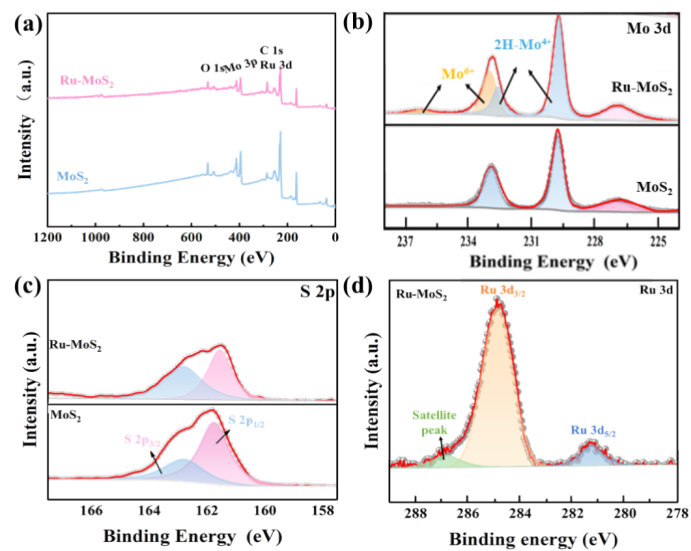 (a)
C 1s
O 1s Mo 3p Ru 3d
Ru-MoS₂
MoS₂
Intensity (a.u.)
1200 1000 800 600 400 200 0
Binding Energy (eV)
(b)
Mo 3d
2H-Mo⁴⁺
Mo⁶⁺
Ru-MoS₂
MoS₂
Intensity (a.u.)
237 234 231 228 225
Binding Energy (eV)
(c)
S 2p
Ru-MoS₂
MoS₂
S 2p₃/₂
S 2p₁/₂
Intensity (a.u.)
166 164 162 160 158
Binding Energy (eV)
(d)
Ru-MoS₂
Ru 3d₃/₂
Ru 3d
Satellite
peak
Ru 3d₅/₂
Intensity (a.u.)
288 286 284 282 280 278
Binding energy (eV)